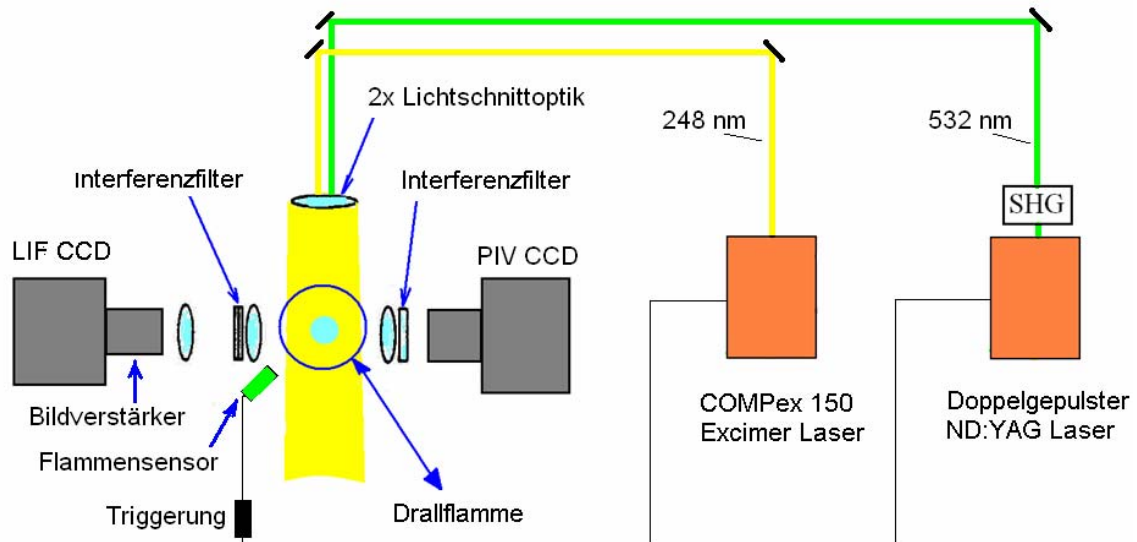 2x Lichtschnittoptik
248 nm
532 nm
Interferenzfilter
Interferenzfilter
SHG
LIF CCD
PIV CCD
Bildverstärker
Flammensensor
Triggerung
Drallflamme
COMPex 150
Excimer Laser
Doppelgepulster
ND:YAG Laser